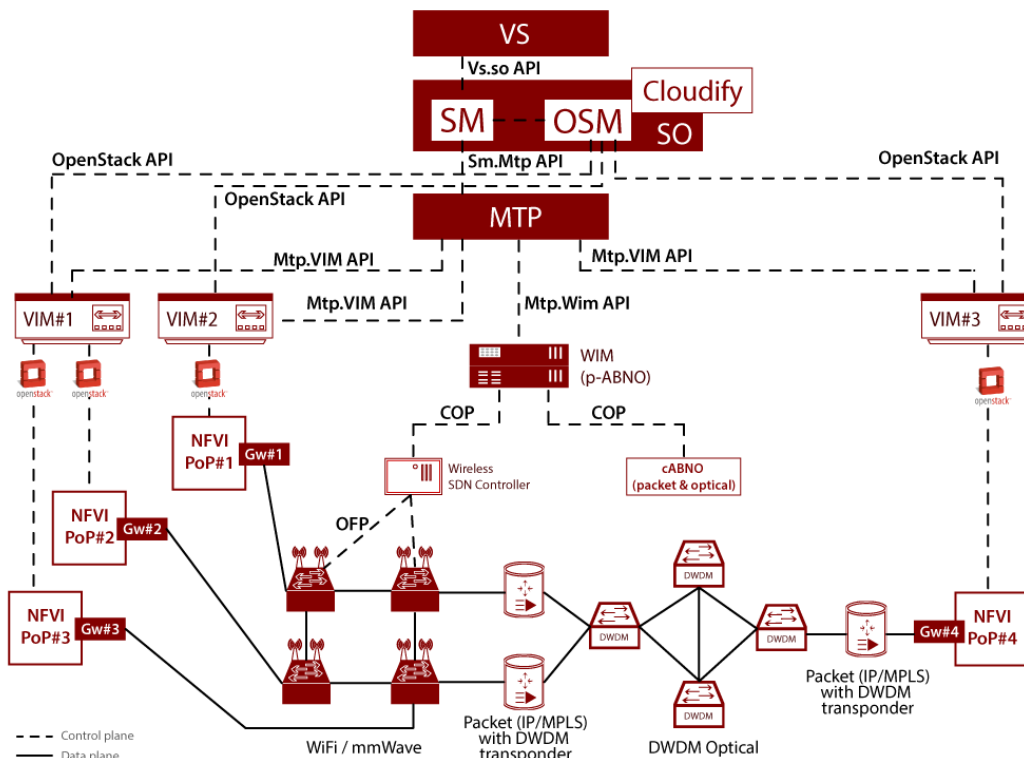 VS
Vs.so API
Cloudify
SM
OSM
SO
OpenStack API
Sm.Mtp API
OpenStack API
OpenStack API
MTP
Mtp.VIM API
Mtp.VIM API
Mtp.VIM API
Mtp.Wim API
VIM#1
VIM#2
VIM#3
WIM
(p-ABNO)
openstack
openstack
openstack
openstack
COP
COP
NFVI
PoP#1
Gw#1
Wireless
SDN Controller
cABNO
(packet & optical)
NFVI
PoP#2
Gw#2
OFP
DWDM
NFVI
PoP#3
Gw#3
DWDM
DWDM
Gw#4
NFVI
PoP#4
DWDM
Packet (IP/MPLS)
with DWDM
transponder
Packet (IP/MPLS)
with DWDM
transponder
WiFi / mmWave
DWDM Optical
Control plane
Data plane